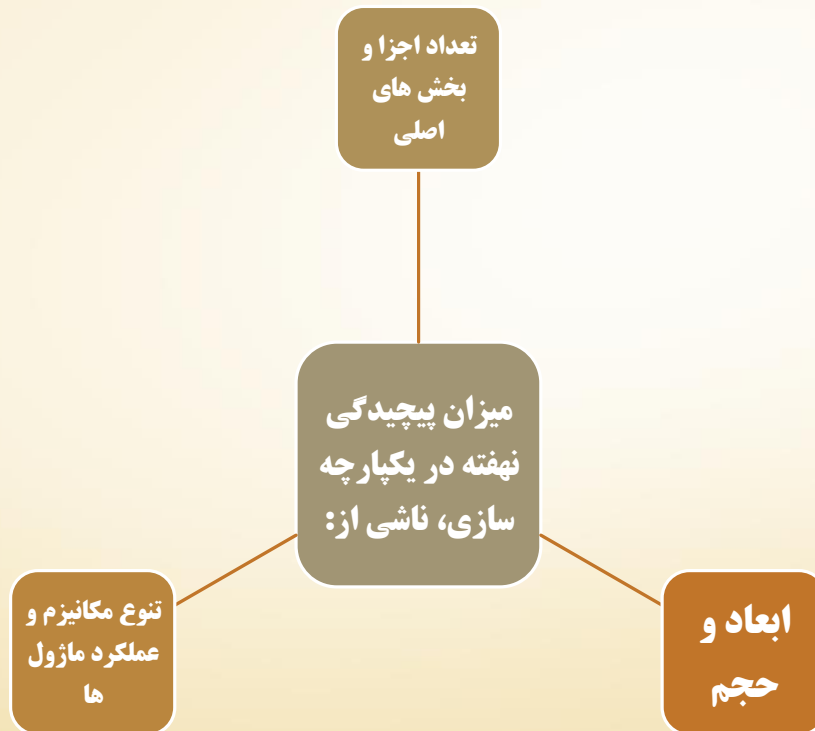 تعداد اجزا و
بخش های
اصلی
میزان پیچیدگی
نهفته در یکپارچه
سازی، ناشی از:
ابعاد و
حجم
تنوع مکانیزم و
عملکرد ماژول
ها